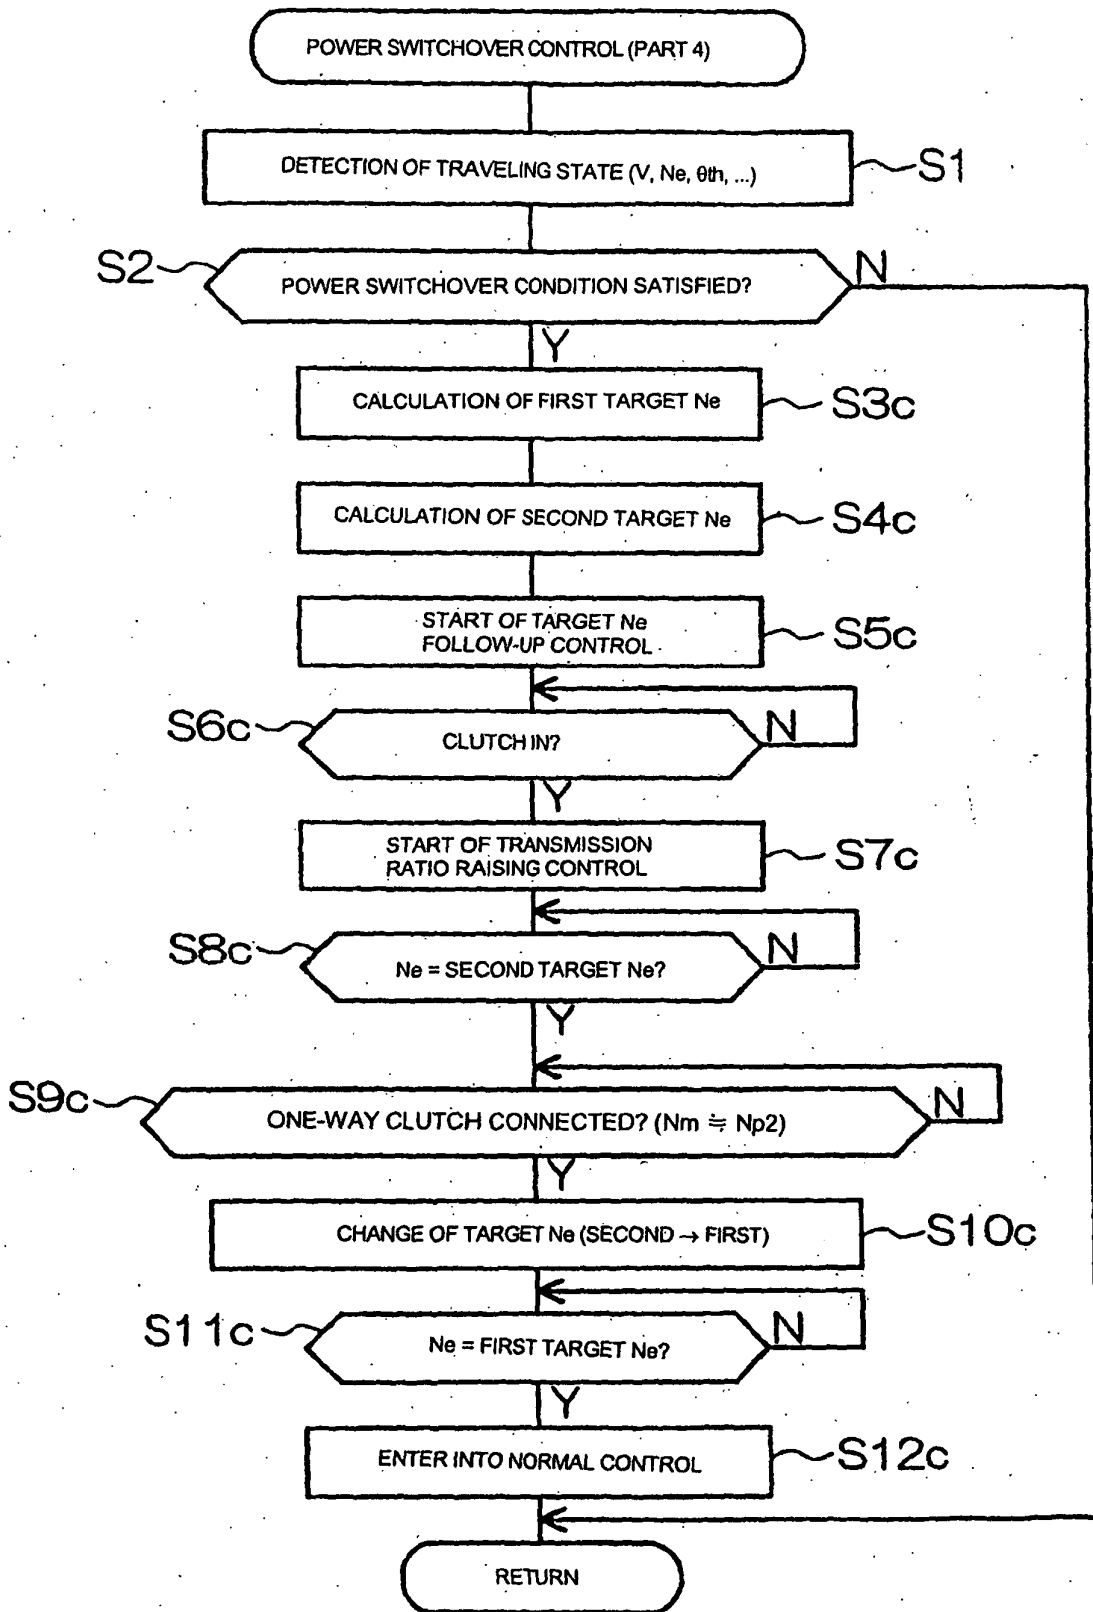 POWER SWITCHOVER CONTROL (PART 4)
DETECTION OF TRAVELING STATE (V, Ne, θth, ...)
S1
S2
POWER SWITCHOVER CONDITION SATISFIED?
N
Y
CALCULATION OF FIRST TARGET Ne
S3c
CALCULATION OF SECOND TARGET Ne
S4c
START OF TARGET Ne
FOLLOW-UP CONTROL
S5c
S6c
CLUTCH IN?
N
Y
START OF TRANSMISSION
RATIO RAISING CONTROL
S7c
S8c
Ne = SECOND TARGET Ne?
N
Y
S9c
ONE-WAY CLUTCH CONNECTED? (Nm ≒ Np2)
N
Y
CHANGE OF TARGET Ne (SECOND → FIRST)
S10c
S11c
Ne = FIRST TARGET Ne?
N
Y
ENTER INTO NORMAL CONTROL
S12c
RETURN